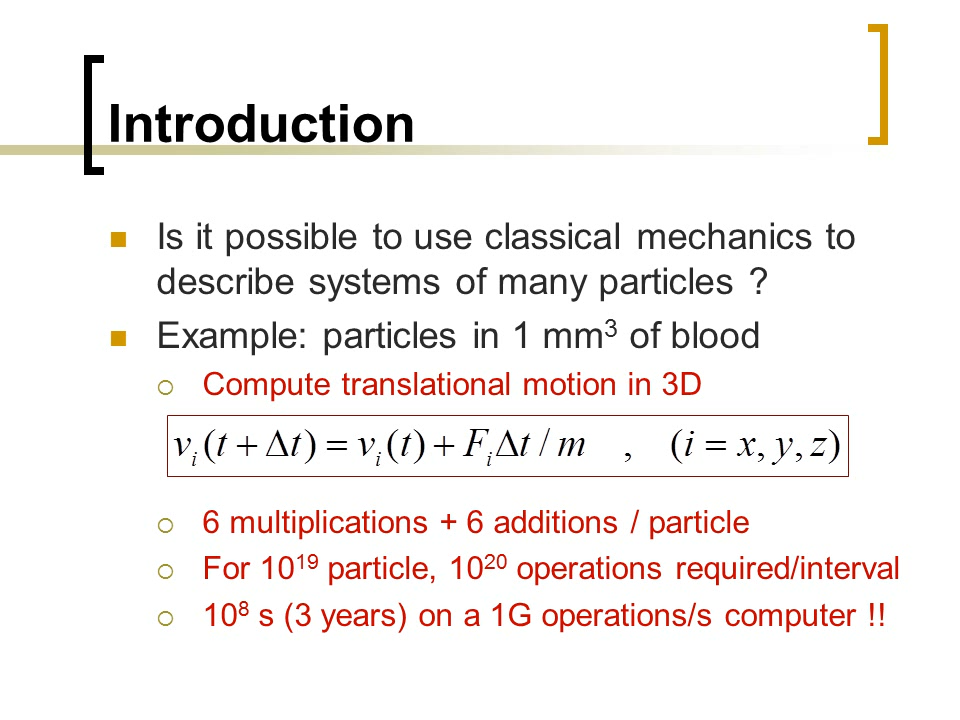 Introduction
Is it possible to use classical mechanics to
describe systems of many particles ?
Example: particles in 1 mm³ of blood
Compute translational motion in 3D
vᵢ(t + Δt) = vᵢ(t) + FᵢΔt / m , (i = x, y, z)
6 multiplications + 6 additions / particle
For 10¹⁹ particle, 10²⁰ operations required/interval
10⁸ s (3 years) on a 1G operations/s computer !!